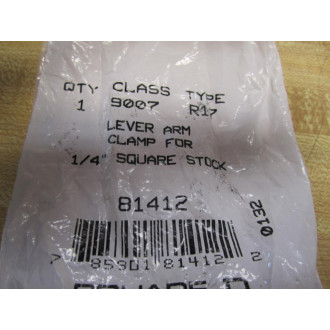 QTY CLASS TYPE
1 9007 R17
LEVER ARM
CLAMP FOR
1/4" SQUARE STOCK
81412
0132
7 85901 81412 2
SQUARE D